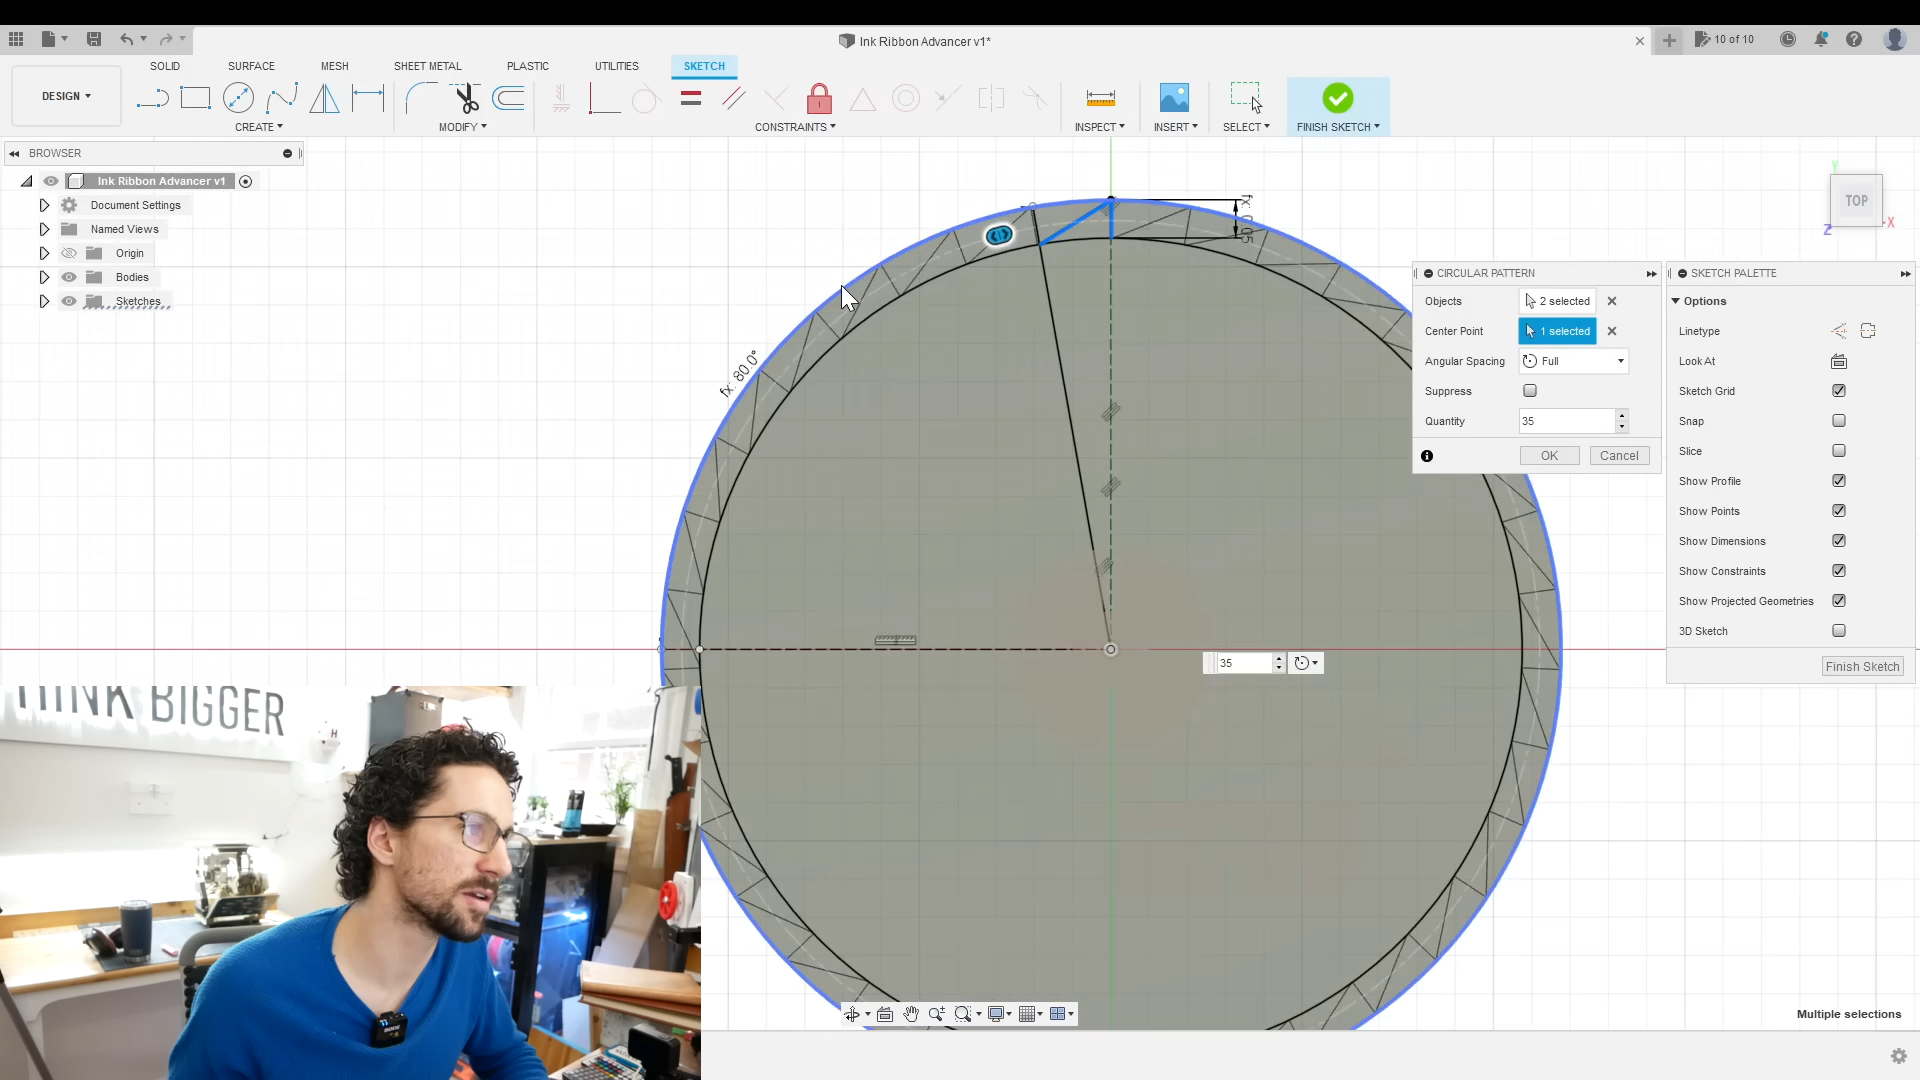 Ink Ribbon Advancer v1*
10 of 10
SOLID
SURFACE
MESH
SHEET METAL
PLASTIC
UTILITIES
SKETCH
DESIGN
CREATE
MODIFY
CONSTRAINTS
INSPECT
INSERT
SELECT
FINISH SKETCH
BROWSER
Ink Ribbon Advancer v1
Document Settings
Named Views
Origin
Bodies
Sketches
Y
TOP
X
Z
fx: 0.05
fx: 80.0°
35
CIRCULAR PATTERN
Objects
2 selected
Center Point
1 selected
Angular Spacing
Full
Suppress
Quantity
35
OK
Cancel
SKETCH PALETTE
Options
Linetype
Look At
Sketch Grid
Snap
Slice
Show Profile
Show Points
Show Dimensions
Show Constraints
Show Projected Geometries
3D Sketch
Finish Sketch
THINK BIGGER
H
Multiple selections